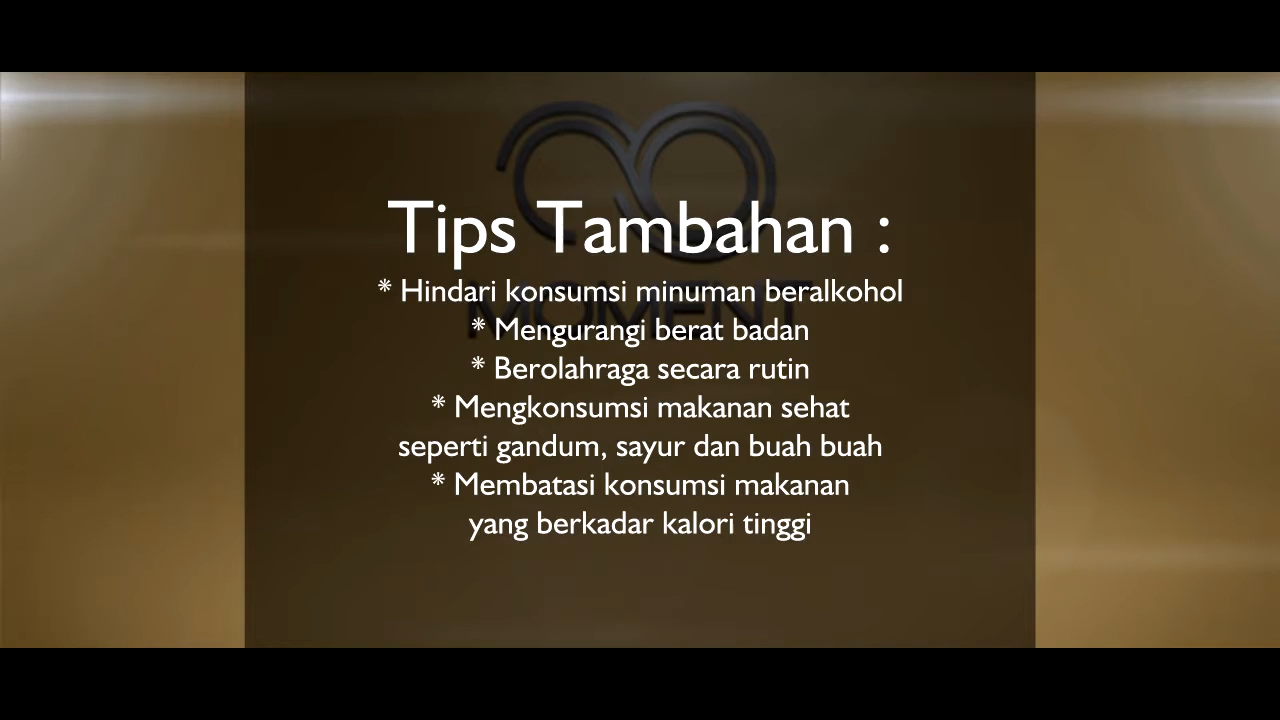 Tips Tambahan :
* Hindari konsumsi minuman beralkohol
* Mengurangi berat badan
* Berolahraga secara rutin
* Mengkonsumsi makanan sehat
seperti gandum, sayur dan buah buah
* Membatasi konsumsi makanan
yang berkadar kalori tinggi
MOMENT